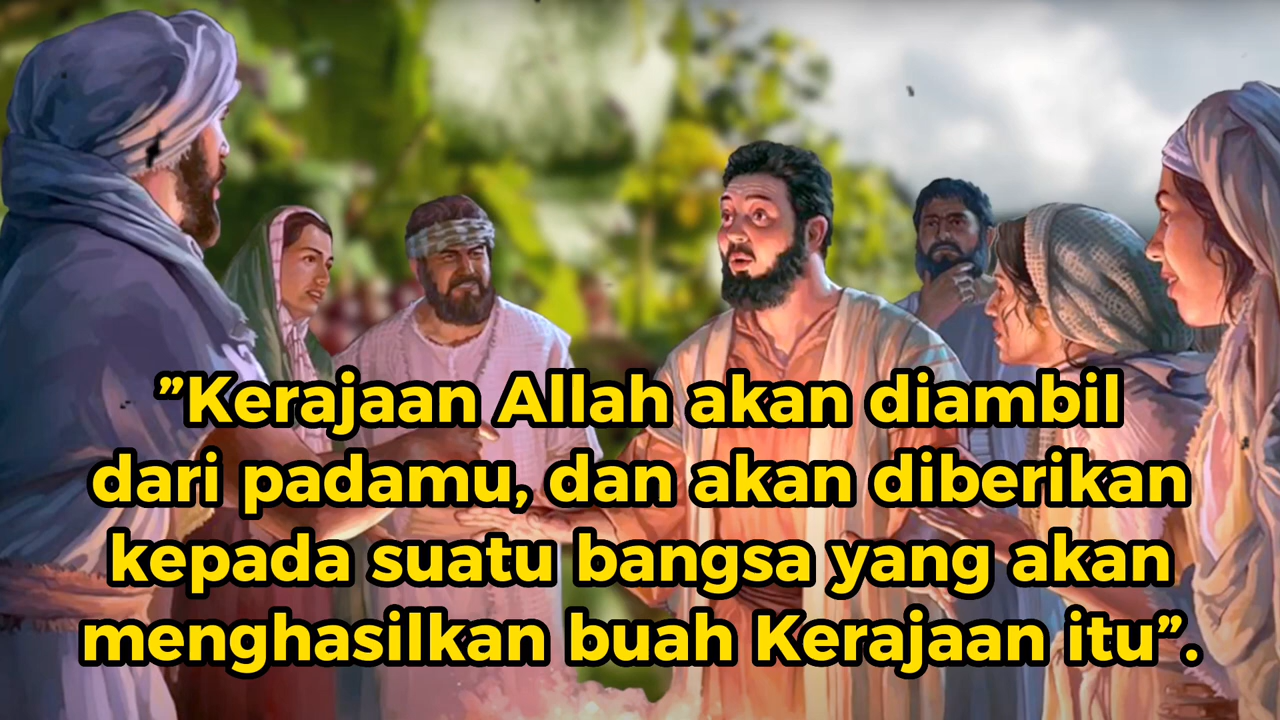 ”Kerajaan Allah akan diambil
dari padamu, dan akan diberikan
kepada suatu bangsa yang akan
menghasilkan buah Kerajaan itu”.